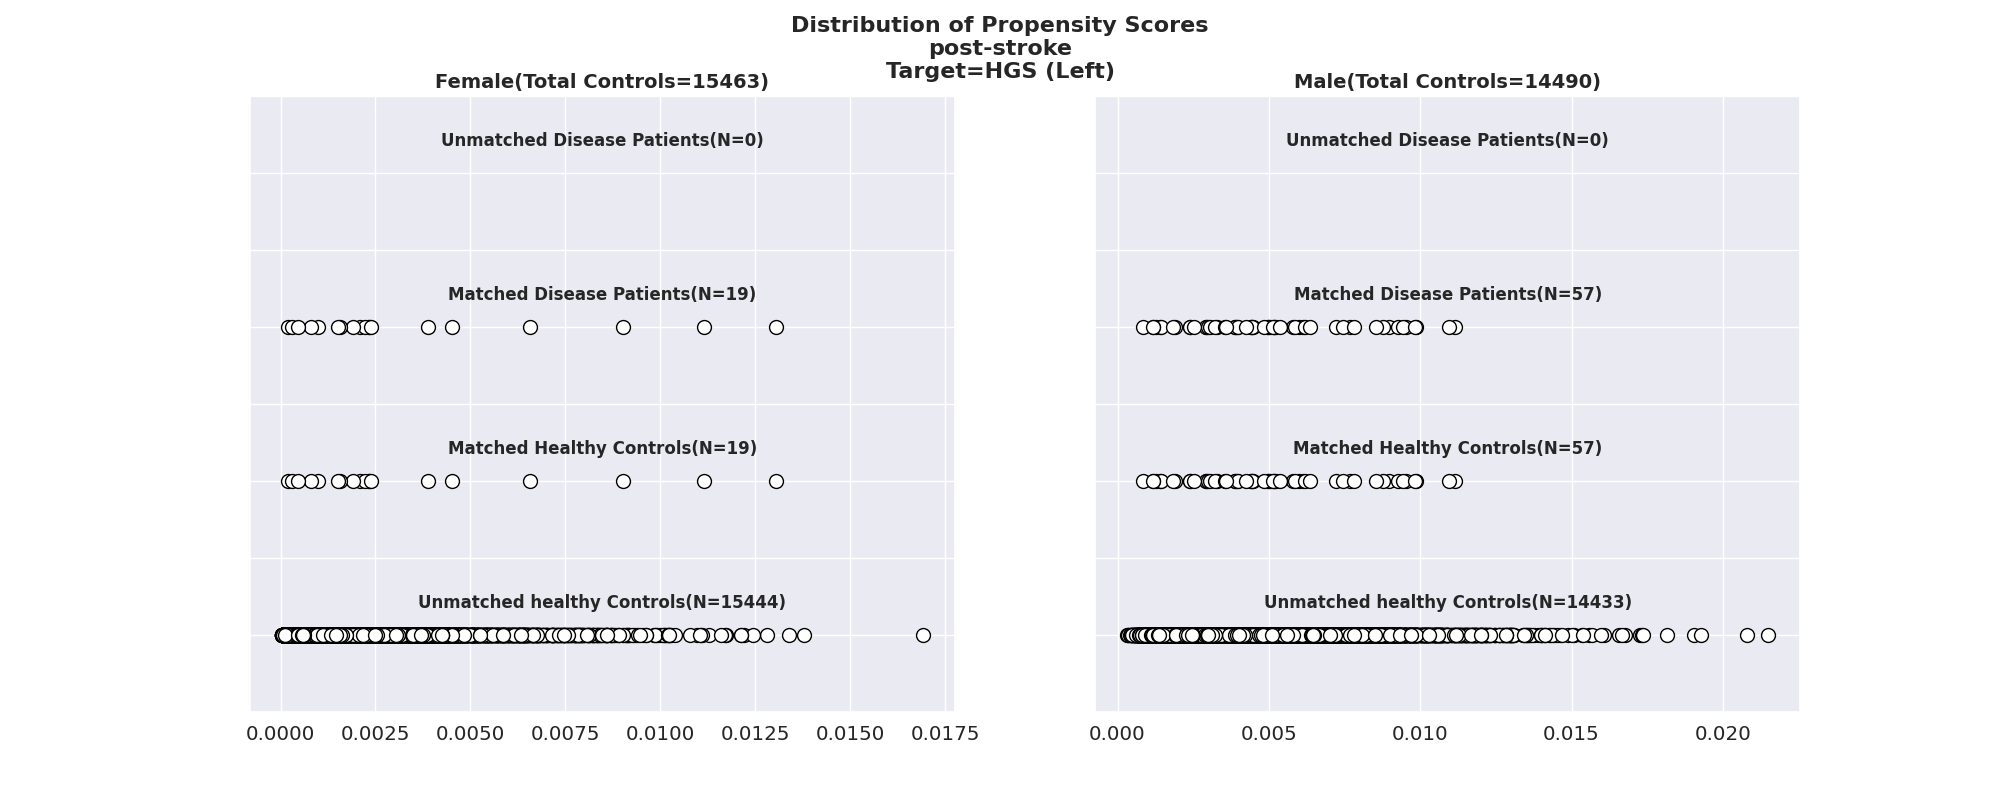 Distribution of Propensity Scores
post-stroke
Target=HGS (Left)
Female(Total Controls=15463)
Unmatched Disease Patients(N=0)
Matched Disease Patients(N=19)
Matched Healthy Controls(N=19)
Unmatched healthy Controls(N=15444)
0.0000 0.0025 0.0050 0.0075 0.0100 0.0125 0.0150 0.0175
Male(Total Controls=14490)
Unmatched Disease Patients(N=0)
Matched Disease Patients(N=57)
Matched Healthy Controls(N=57)
Unmatched healthy Controls(N=14433)
0.000 0.005 0.010 0.015 0.020